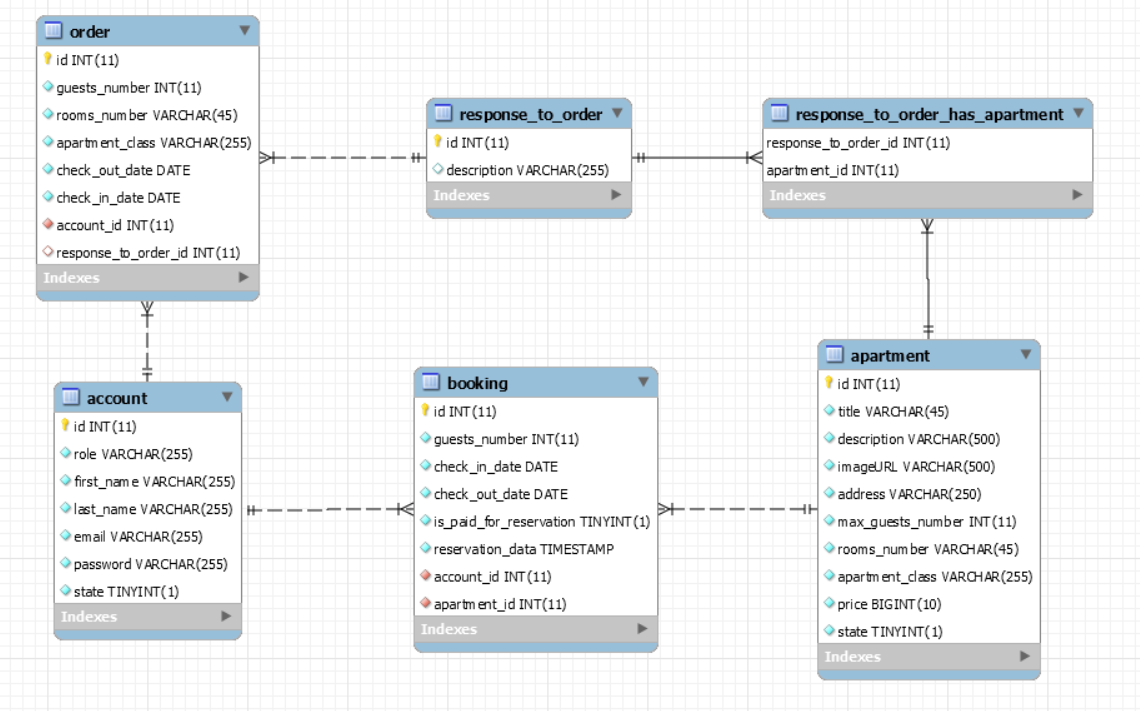 order
id INT(11)
guests_number INT(11)
rooms_number VARCHAR(45)
apartment_class VARCHAR(255)
check_out_date DATE
check_in_date DATE
account_id INT(11)
response_to_order_id INT(11)
Indexes
response_to_order
id INT(11)
description VARCHAR(255)
Indexes
response_to_order_has_apartment
response_to_order_id INT(11)
apartment_id INT(11)
Indexes
account
id INT(11)
role VARCHAR(255)
first_name VARCHAR(255)
last_name VARCHAR(255)
email VARCHAR(255)
password VARCHAR(255)
state TINYINT(1)
Indexes
booking
id INT(11)
guests_number INT(11)
check_in_date DATE
check_out_date DATE
is_paid_for_reservation TINYINT(1)
reservation_data TIMESTAMP
account_id INT(11)
apartment_id INT(11)
Indexes
apartment
id INT(11)
title VARCHAR(45)
description VARCHAR(500)
imageURL VARCHAR(500)
address VARCHAR(250)
max_guests_number INT(11)
rooms_number VARCHAR(45)
apartment_class VARCHAR(255)
price BIGINT(10)
state TINYINT(1)
Indexes